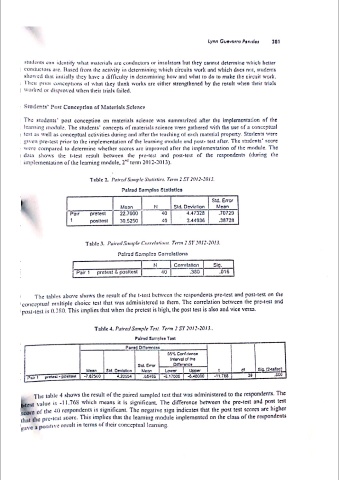 Lynn Guevarra Pascias 301
students can identify what materials are conductors or insulators but they cannot determine which better
conductors are. Based from the activity in determining which circuits work and which does not, students
showed that initially they have a difficulty in determining how and what to do to make the circuit work.
Their prior conceptions of what they think works are either strengthened by the result when their trials
worked or disproved when their trials failed.
Students' Post Conception of Materials Science
The students' post conception on materials science was summarized after the implementation of the
learning module. The students' concepts of materials science were gathered with the use of a conceptual
test as well as conceptual activities during and after the teaching of each material property. Students were
given pre-test prior to the implementation of the learning module and post- test after. The students' score
were compared to determine whether scores are improved after the implementation of the module. The
data shows the t-test result between the pre-test and post-test of the respondents during the
implementation of the learning module, 2nd term 2012-2013).
Table 2. Paired Sample Statistics, Term 2 ST 2012-2013.
Paired Samples Statistics
Mean N Std. Deviation Std. Error Mean
Pair 1 pretest 22.7000 40 4.47328 .70729
posttest 30.5250 40 3.44936
Table 3. Paired Sample Correlations, Term 2 ST 2012-2013.
Paired Samples Correlations
N Correlation Sig.
Pair 1 pretest & posttest 40 .380 .016
The tables above shows the result of the t-test between the respondents pre-test and post-test on the
conceptual multiple choice test that was administered to them. The correlation between the pre-test and
post-test is 0.380. This implies that when the pretest is high, the post test is also and vice versa.
Table 4. Paired Sample Test, Term 2 ST 2012-2013.
Paired Samples Test
Paired Differences
95% Confidence Interval of the Difference
Mean Std. Deviation Std. Error Mean Lower Upper t df Sig. (2-tailed)
Pair 1 pretest - posttest -7.82500 -11.768 39 .000
The table 4 shows the result of the paired sampled test that was administered to the respondents. The
value is -11.768 which means it is significant. The difference between the pre-test and post test
of the 40 respondents is significant. The negative sign indicates that the post test scores are higher
that the pre-test score. This implies that the learning module implemented on the class of the respondents
gave a positive result in terms of their conceptual learning.